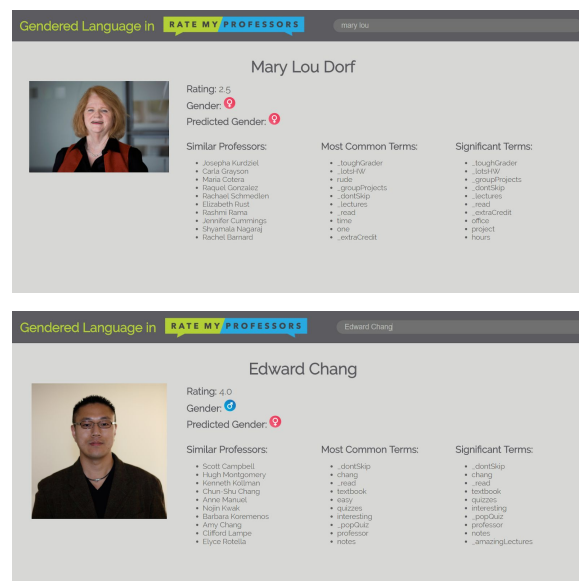 Gendered Language in RATE MY PROFESSORS mary lou
Mary Lou Dorf
Rating: 2.5
Gender:
Predicted Gender:
Similar Professors:
Josepha Kurdziel
Carla Grayson
Maria Cotera
Raquel Gonzalez
Rachael Schmedlen
Elizabeth Rust
Rashmi Rama
Jennifer Cummings
Shyamala Nagaraj
Rachel Barnard
Most Common Terms:
_toughGrader
_lotsHW
rude
_groupProjects
_dontSkip
_lectures
_read
time
one
_extraCredit
Significant Terms:
_toughGrader
_lotsHW
_groupProjects
_dontSkip
_lectures
_read
_extraCredit
office
project
hours
Gendered Language in RATE MY PROFESSORS Edward Chang
Edward Chang
Rating: 4.0
Gender:
Predicted Gender:
Similar Professors:
Scott Campbell
Hugh Montgomery
Kenneth Kollman
Chun-Shu Chang
Anne Manuel
Nojin Kwak
Barbara Koremenos
Amy Chang
Clifford Lampe
Elyce Rotella
Most Common Terms:
_dontSkip
chang
_read
textbook
easy
quizzes
interesting
_popQuiz
professor
notes
Significant Terms:
_dontSkip
chang
_read
textbook
quizzes
interesting
_popQuiz
professor
notes
_amazingLectures